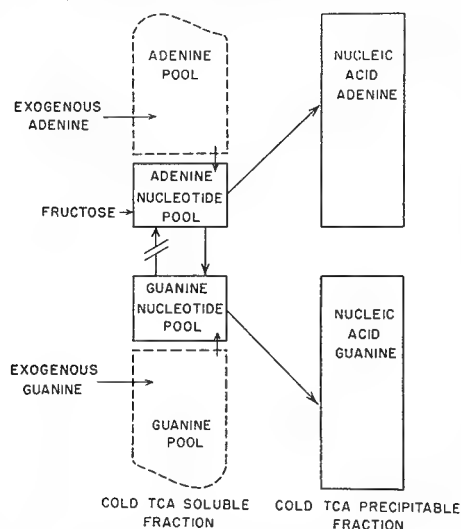 ADENINE
POOL
EXOGENOUS
ADENINE
ADENINE
NUCLEOTIDE
POOL
FRUCTOSE
GUANINE
NUCLEOTIDE
POOL
EXOGENOUS
GUANINE
GUANINE
POOL
COLD TCA SOLUBLE
FRACTION
NUCLEIC
ACID
ADENINE
NUCLEIC
ACID
GUANINE
COLD TCA PRECIPITABLE
FRACTION